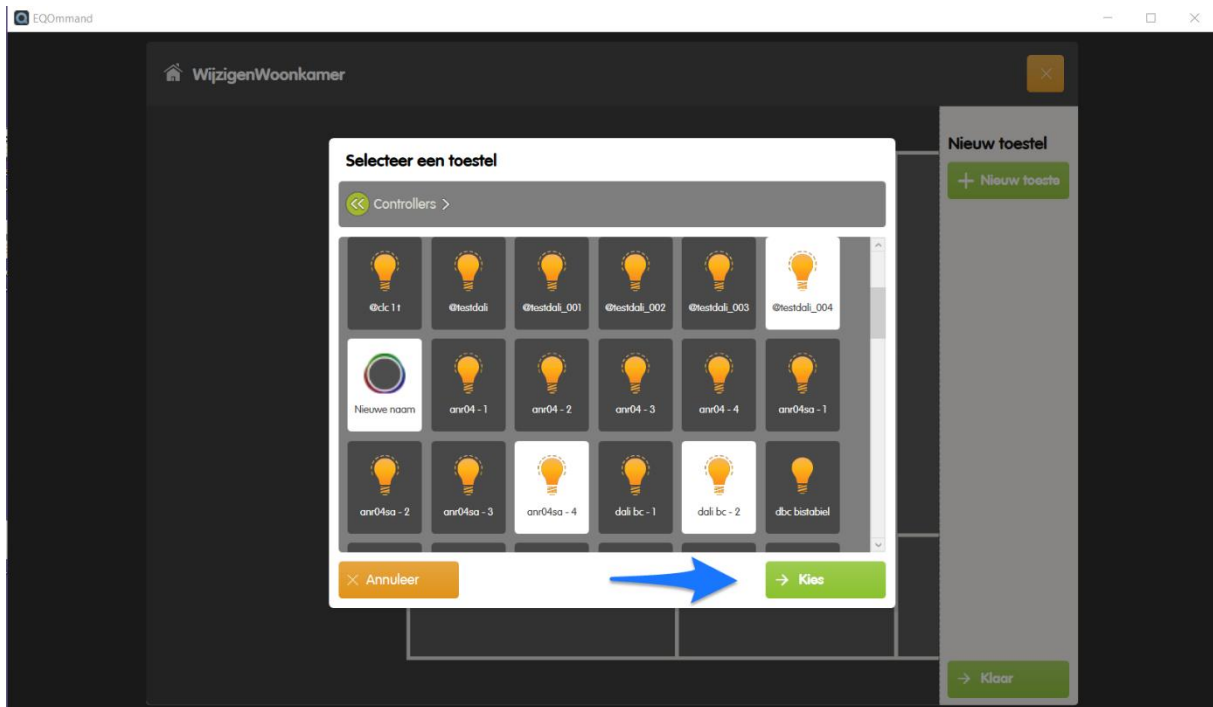 EQOmmand
WijzigenWoonkamer
Nieuw toestel
+ Nieuw toeste
Selecteer een toestel
Controllers >
@clc 1t
@testdali
@testdali_001
@testdali_002
@testdali_003
@testdali_004
Nieuwe naam
anr04 - 1
anr04 - 2
anr04 - 3
anr04 - 4
anr04sa - 1
anr04sa - 2
anr04sa - 3
anr04sa - 4
dali bc - 1
dali bc - 2
dbc bistabiel
Annuleer
Kies
Klaar